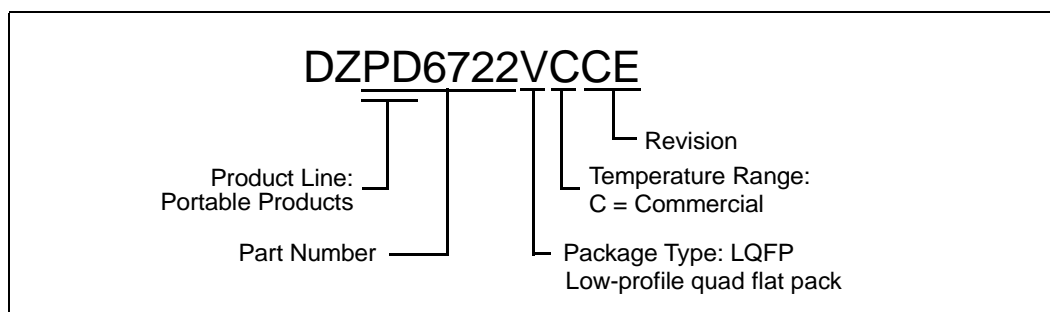 DZPD6722VCCE
Revision
Product Line:
Portable Products
Temperature Range:
C = Commercial
Part Number
Package Type: LQFP
Low-profile quad flat pack